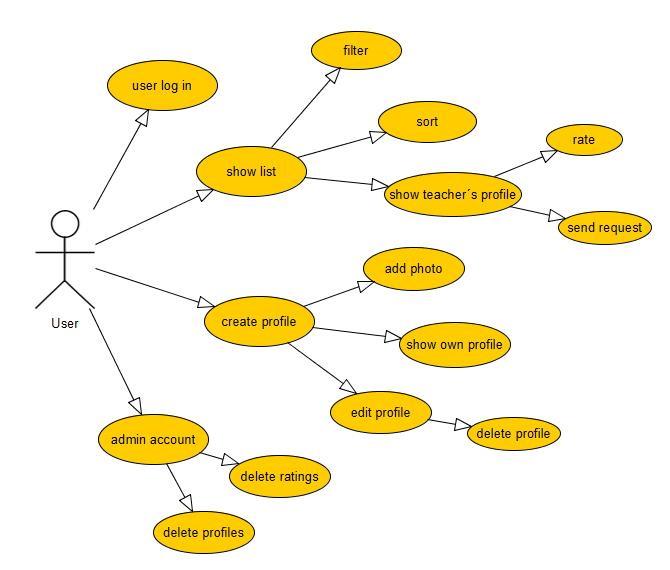 filter
user log in
sort
rate
show list
show teacher´s profile
send request
add photo
User
create profile
show own profile
edit profile
delete profile
admin account
delete ratings
delete profiles